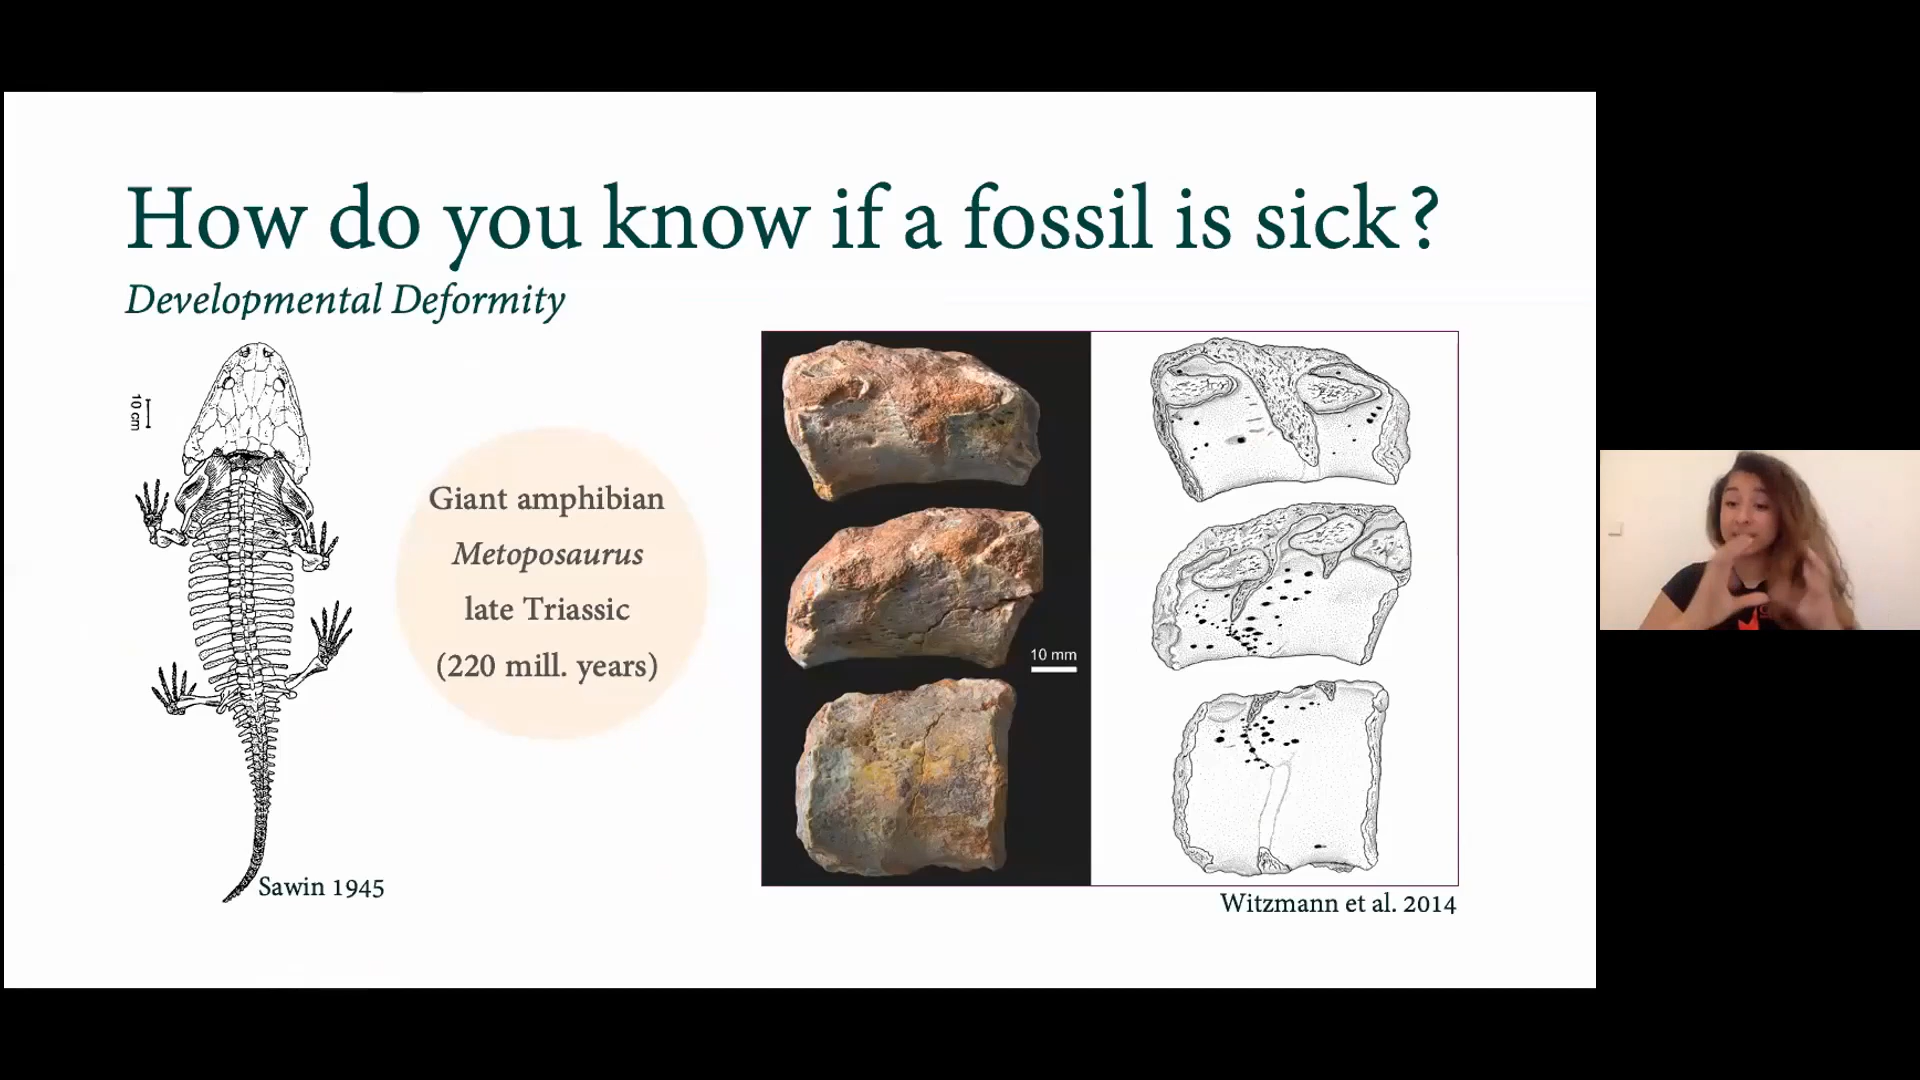 How do you know if a fossil is sick?
Developmental Deformity
10 cm
Giant amphibian
Metoposaurus
late Triassic
(220 mill. years)
Sawin 1945
10 mm
Witzmann et al. 2014